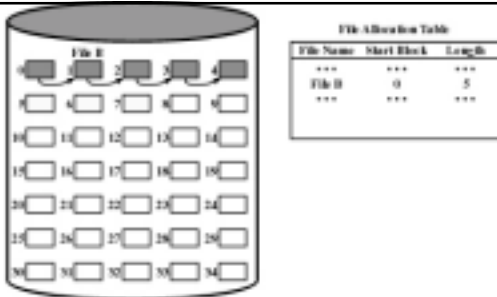 File Allocation Table
File B
File Name Start Block Length
0 1 2 3 4
... ... ...
File B 0 5
5 6 7 8 9
... ... ...
10 11 12 13 14
15 16 17 18 19
20 21 22 23 24
25 26 27 28 29
30 31 32 33 34